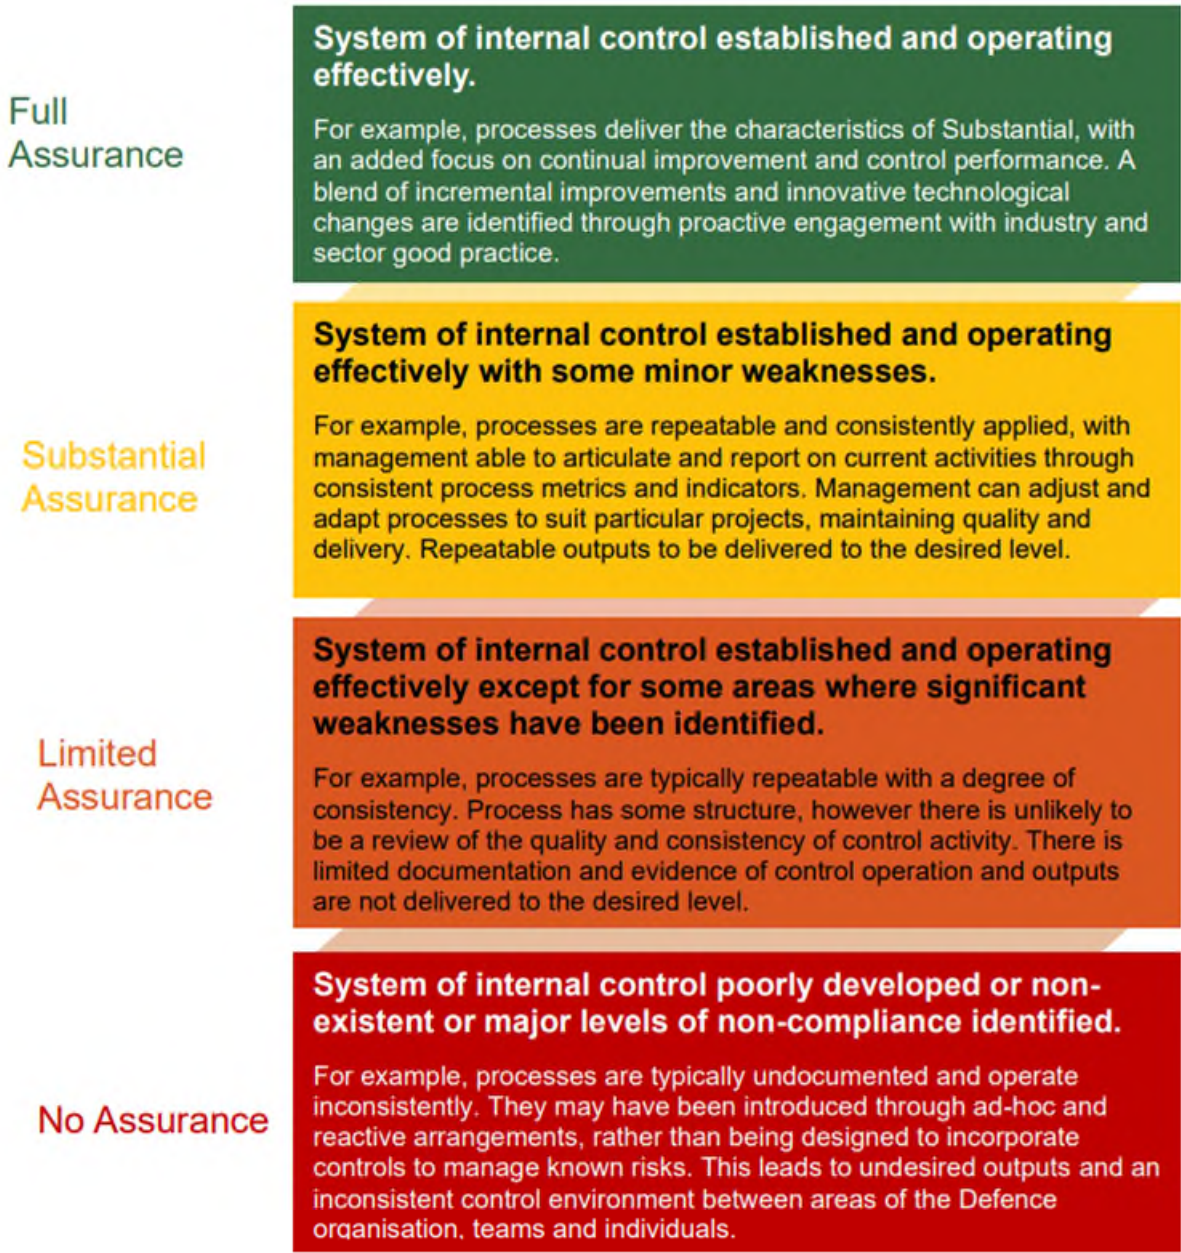 Full
Assurance
System of internal control established and operating
effectively.
For example, processes deliver the characteristics of Substantial, with
an added focus on continual improvement and control performance. A
blend of incremental improvements and innovative technological
changes are identified through proactive engagement with industry and
sector good practice.
Substantial
Assurance
System of internal control established and operating
effectively with some minor weaknesses.
For example, processes are repeatable and consistently applied, with
management able to articulate and report on current activities through
consistent process metrics and indicators. Management can adjust and
adapt processes to suit particular projects, maintaining quality and
delivery. Repeatable outputs to be delivered to the desired level.
Limited
Assurance
System of internal control established and operating
effectively except for some areas where significant
weaknesses have been identified.
For example, processes are typically repeatable with a degree of
consistency. Process has some structure, however there is unlikely to
be a review of the quality and consistency of control activity. There is
limited documentation and evidence of control operation and outputs
are not delivered to the desired level.
No Assurance
System of internal control poorly developed or non-
existent or major levels of non-compliance identified.
For example, processes are typically undocumented and operate
inconsistently. They may have been introduced through ad-hoc and
reactive arrangements, rather than being designed to incorporate
controls to manage known risks. This leads to undesired outputs and an
inconsistent control environment between areas of the Defence
organisation, teams and individuals.